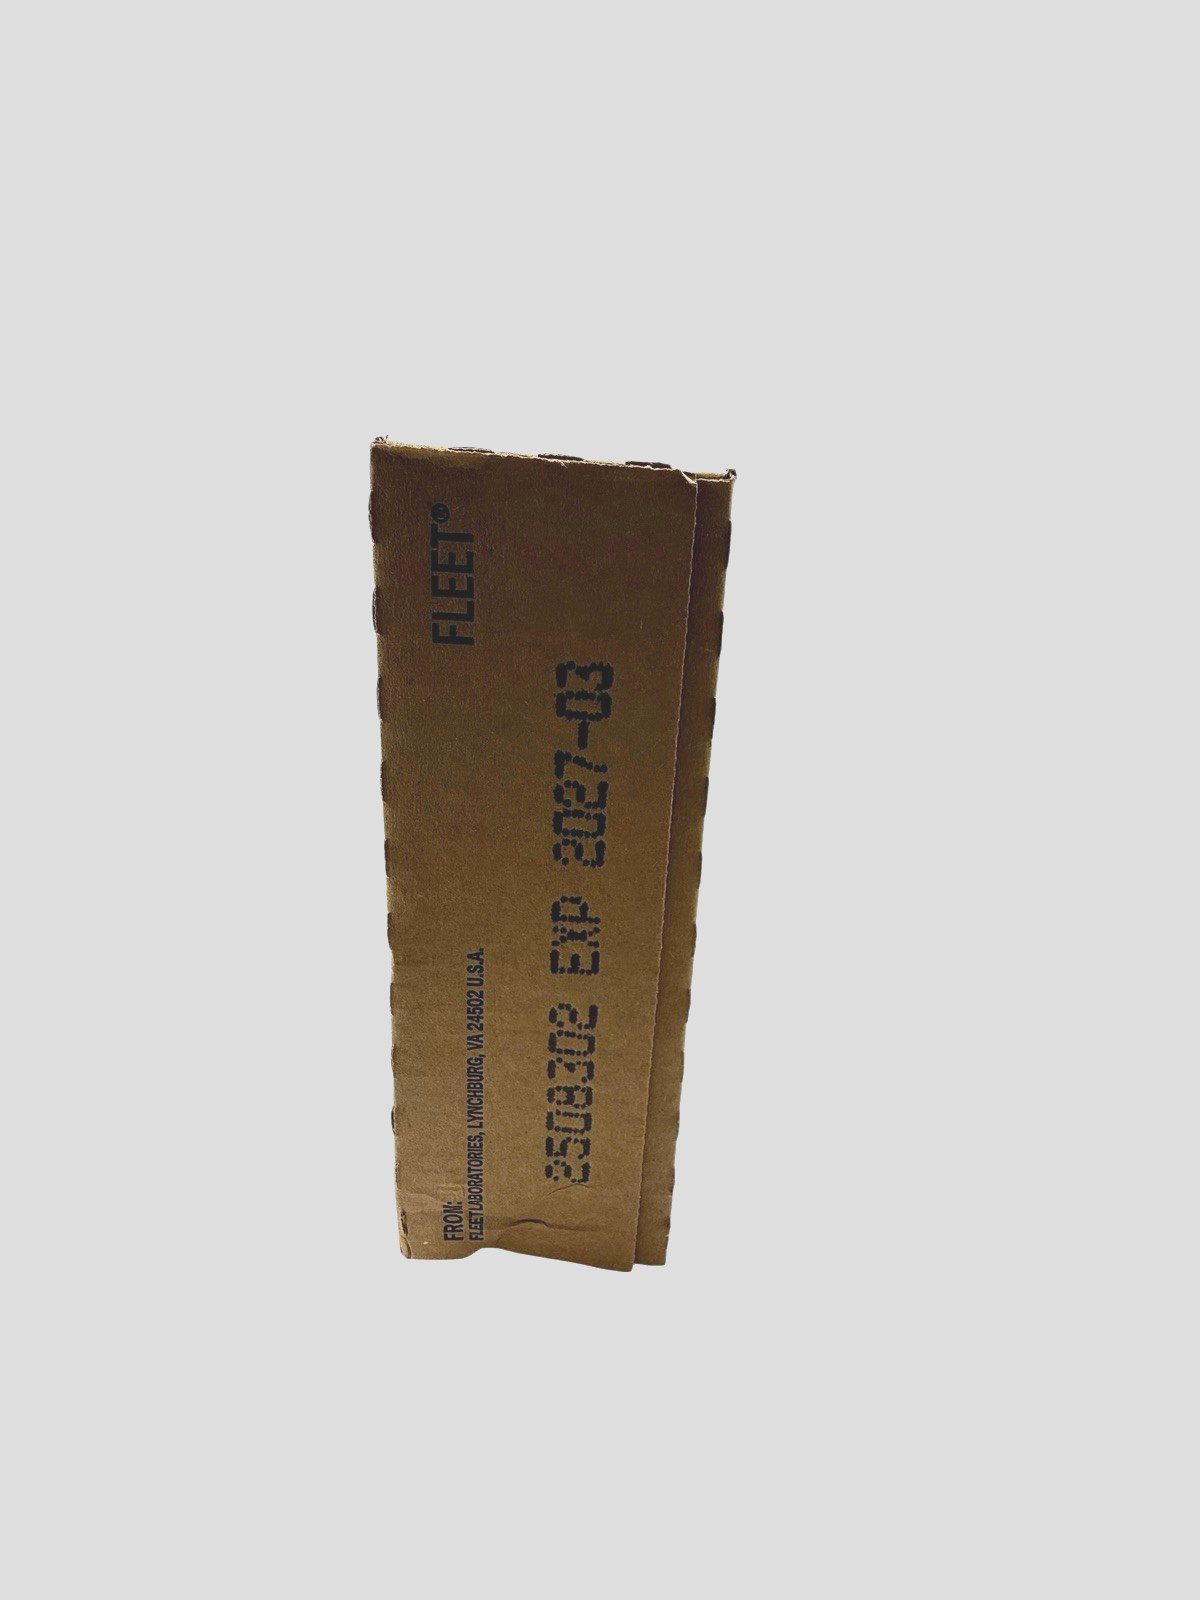 FLEET®
FROM:
FLEET LABORATORIES, LYNCHBURG, VA 24502 U.S.A.
2508302 EXP 2027-03